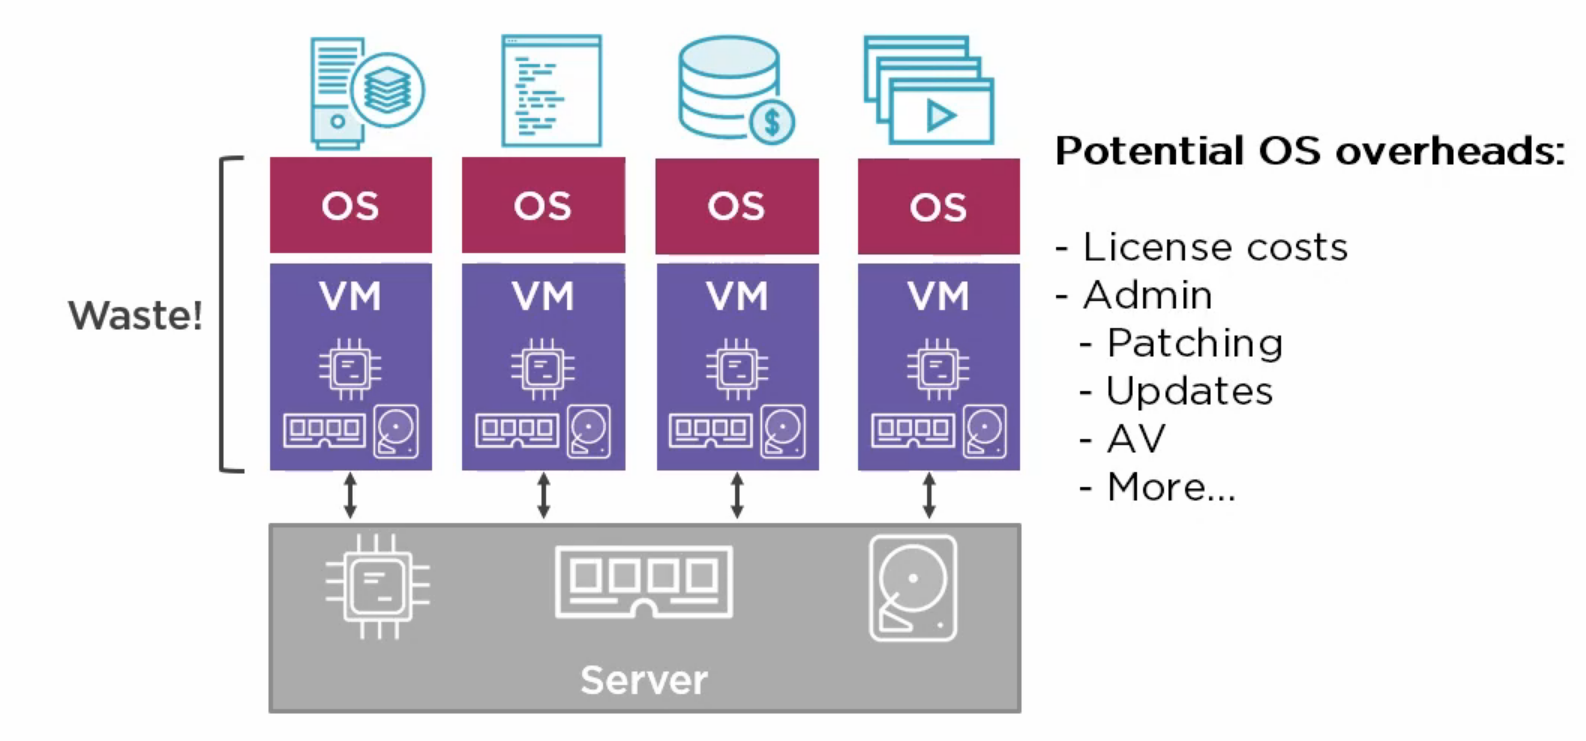 Potential OS overheads:
OS OS OS OS
- License costs
Waste!
VM VM VM VM
- Admin
- Patching
- Updates
- AV
- More...
$
Server